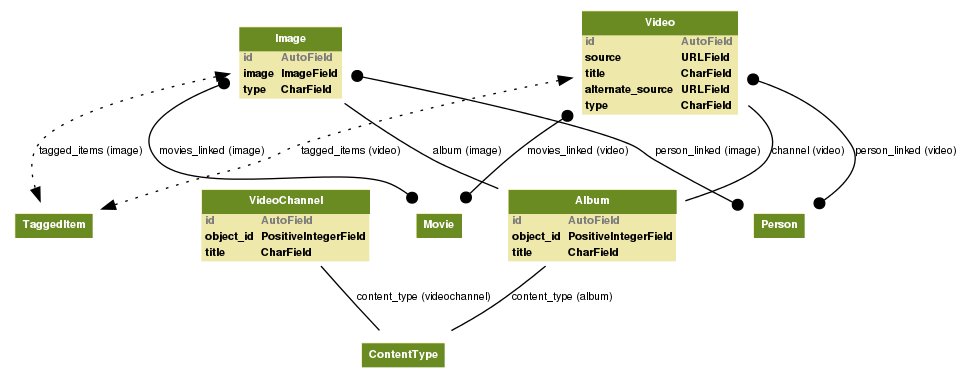 Image
id AutoField
image ImageField
type CharField
Video
id AutoField
source URLField
title CharField
alternate_source URLField
type CharField
tagged_items (image)
movies_linked (image)
tagged_items (video)
album (image)
movies_linked (video)
person_linked (image)
channel (video)
person_linked (video)
TaggedItem
VideoChannel
id AutoField
object_id PositiveIntegerField
title CharField
Movie
Album
id AutoField
object_id PositiveIntegerField
title CharField
Person
content_type (videochannel)
content_type (album)
ContentType